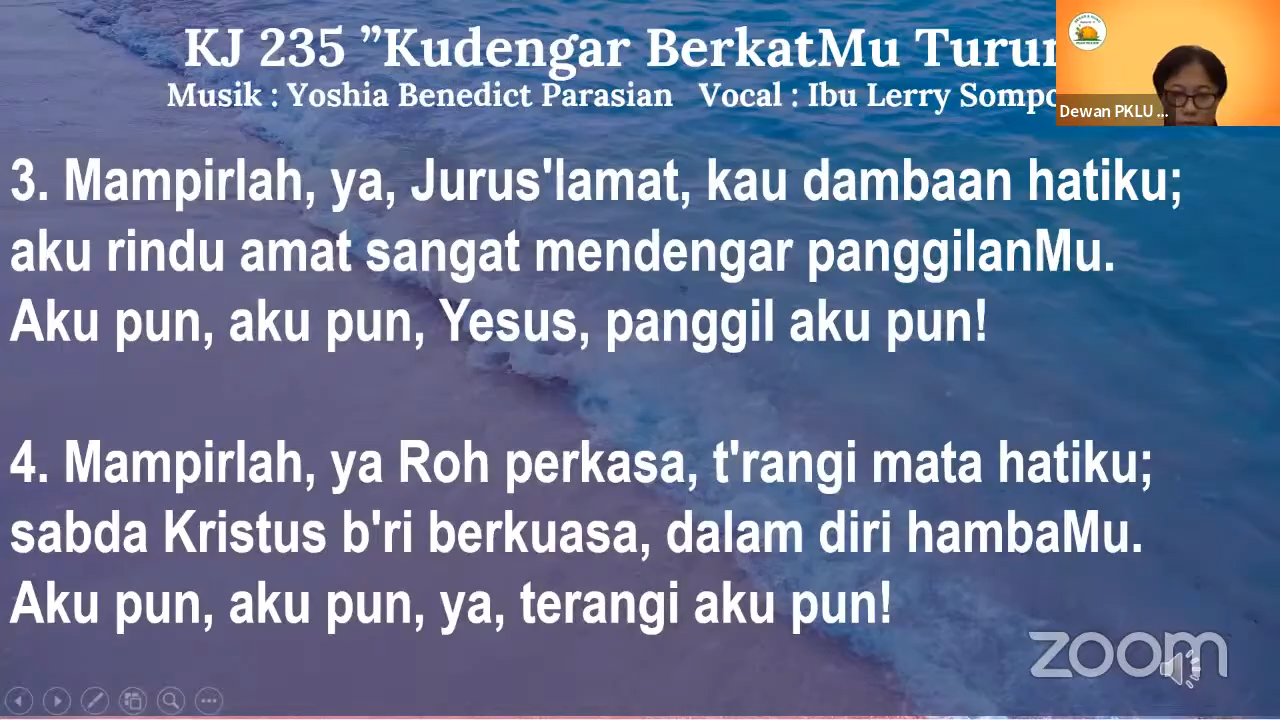 KJ 235 ”Kudengar BerkatMu Turun
Musik : Yoshia Benedict Parasian Vocal : Ibu Lerry Sompo
Dewan PKLU ...
3. Mampirlah, ya, Jurus'lamat, kau dambaan hatiku;
aku rindu amat sangat mendengar panggilanMu.
Aku pun, aku pun, Yesus, panggil aku pun!
4. Mampirlah, ya Roh perkasa, t'rangi mata hatiku;
sabda Kristus b'ri berkuasa, dalam diri hambaMu.
Aku pun, aku pun, ya, terangi aku pun!
zoom